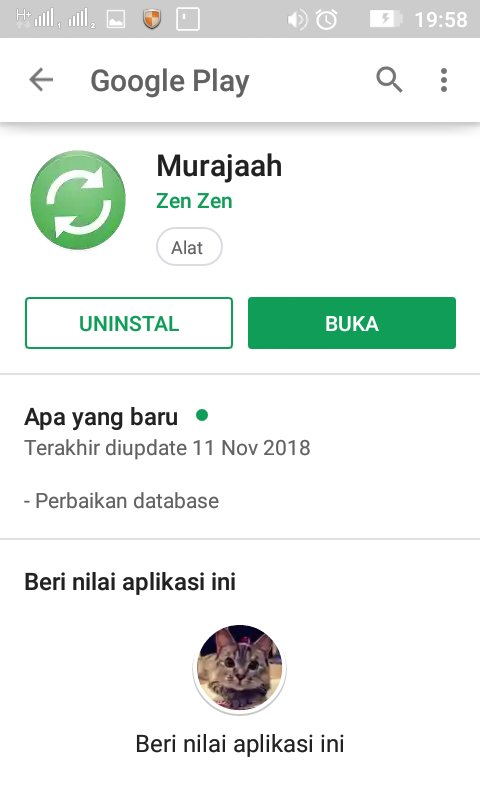 H+ 2 19:58
Google Play
Murajaah
Zen Zen
Alat
UNINSTAL BUKA
Apa yang baru
Terakhir diupdate 11 Nov 2018
- Perbaikan database
Beri nilai aplikasi ini
Beri nilai aplikasi ini